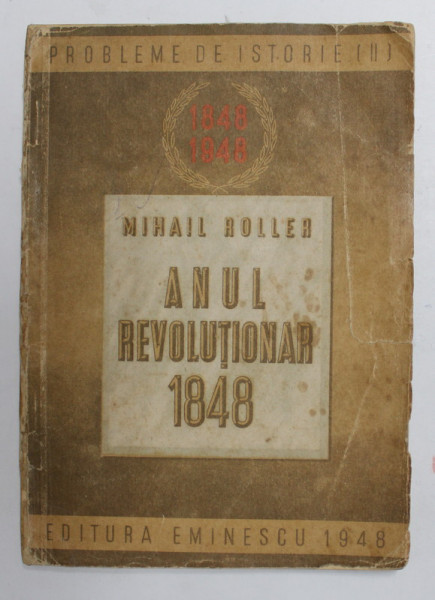 PROBLEME DE ISTORIE (II)
1848
1948
MIHAIL ROLLER
ANUL
REVOLUȚIONAR
1848
EDITURA EMINESCU 1948